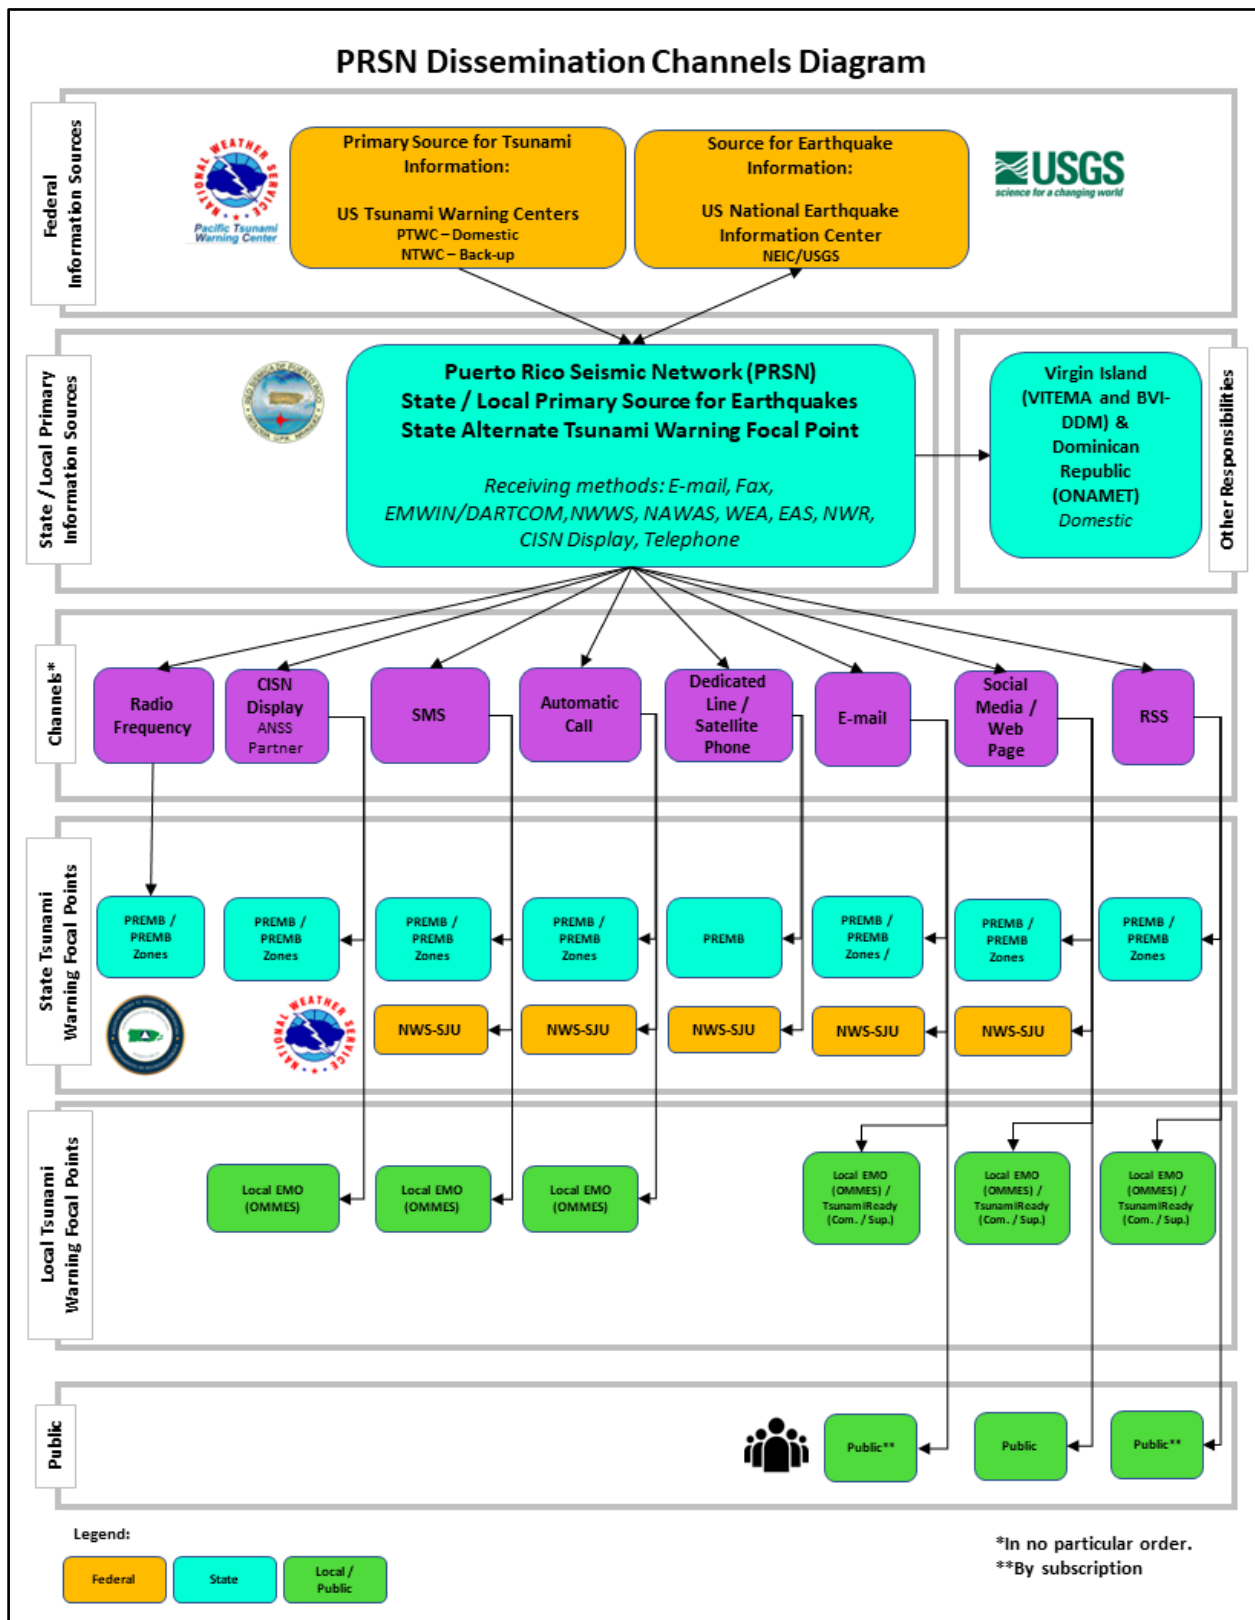 PRSN Dissemination Channels Diagram
Federal
Information Sources
NATIONAL WEATHER SERVICE
Pacific Tsunami
Warning Center
Primary Source for Tsunami
Information:
US Tsunami Warning Centers
PTWC – Domestic
NTWC – Back-up
Source for Earthquake
Information:
US National Earthquake
Information Center
NEIC/USGS
USGS
science for a changing world
State / Local Primary
Information Sources
Puerto Rico Seismic Network (PRSN)
State / Local Primary Source for Earthquakes
State Alternate Tsunami Warning Focal Point
Receiving methods: E-mail, Fax,
EMWIN/DARTCOM,NWWS, NAWAS, WEA, EAS, NWR,
CISN Display, Telephone
Virgin Island
(VITEMA and BVI-
DDM) &
Dominican
Republic
(ONAMET)
Domestic
Other Responsibilities
Channels*
Radio
Frequency
CISN
Display
ANSS
Partner
SMS
Automatic
Call
Dedicated
Line /
Satellite
Phone
E-mail
Social
Media /
Web
Page
RSS
State Tsunami
Warning Focal Points
PREMB /
PREMB
Zones
PREMB /
PREMB
Zones
PREMB /
PREMB
Zones
PREMB /
PREMB
Zones
PREMB
PREMB /
PREMB
Zones /
PREMB /
PREMB
Zones
PREMB /
PREMB
Zones
NATIONAL WEATHER SERVICE
NWS-SJU
NWS-SJU
NWS-SJU
NWS-SJU
NWS-SJU
Local Tsunami
Warning Focal Points
Local EMO
(OMMES)
Local EMO
(OMMES)
Local EMO
(OMMES)
Local EMO
(OMMES) /
TsunamiReady
(Com. / Sup.)
Local EMO
(OMMES) /
TsunamiReady
(Com. / Sup.)
Local EMO
(OMMES) /
TsunamiReady
(Com. / Sup.)
Public
Public**
Public
Public**
Legend:
Federal
State
Local /
Public
*In no particular order.
**By subscription